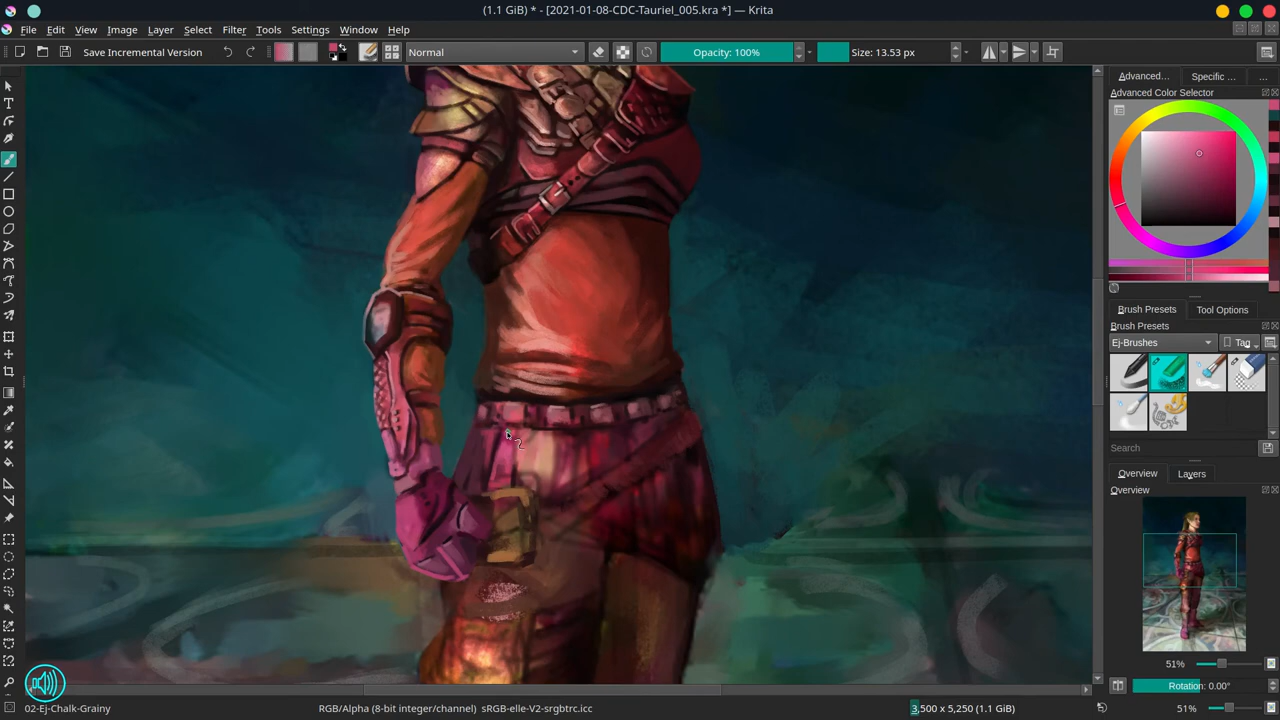 (1.1 GiB) * - [2021-01-08-CDC-Tauriel_005.kra *] — Krita
File Edit View Image Layer Select Filter Tools Settings Window Help
Save Incremental Version Normal Opacity: 100% Size: 13.53 px
Advanced... Specific ... ...
Advanced Color Selector
Brush Presets Tool Options
Brush Presets
Ej-Brushes Tag
Search
Overview Layers
Overview
51%
Rotation: 0.00°
02-Ej-Chalk-Grainy RGB/Alpha (8-bit integer/channel) sRGB-elle-V2-srgbtrc.icc 3,500 x 5,250 (1.1 GiB) 51%